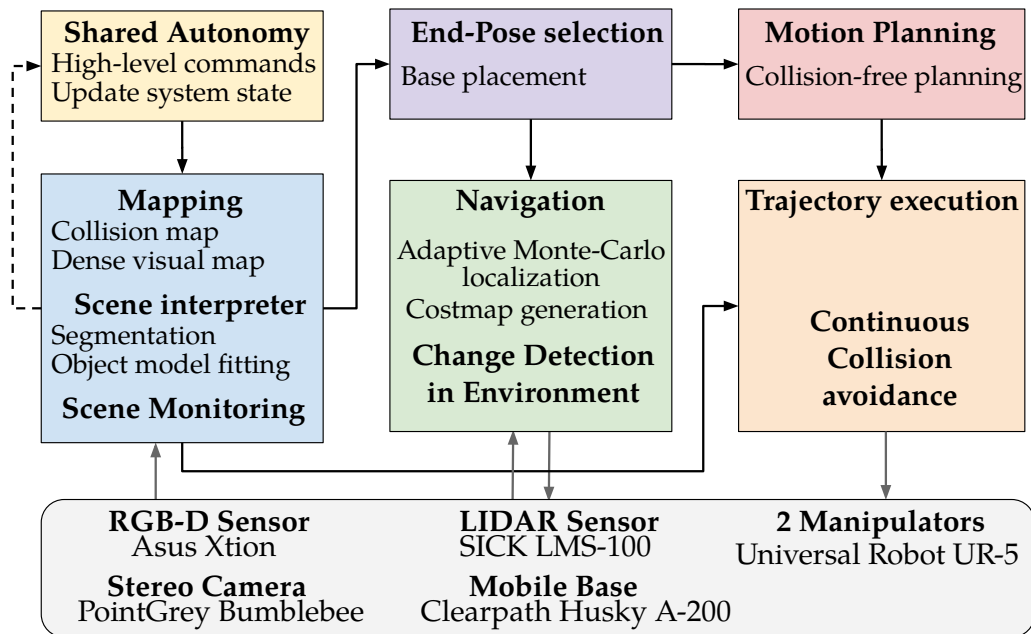 Shared Autonomy
High-level commands
Update system state
End-Pose selection
Base placement
Motion Planning
Collision-free planning
Mapping
Collision map
Dense visual map
Scene interpreter
Segmentation
Object model fitting
Scene Monitoring
Navigation
Adaptive Monte-Carlo
localization
Costmap generation
Change Detection
in Environment
Trajectory execution
Continuous
Collision
avoidance
RGB-D Sensor
Asus Xtion
Stereo Camera
PointGrey Bumblebee
LIDAR Sensor
SICK LMS-100
Mobile Base
Clearpath Husky A-200
2 Manipulators
Universal Robot UR-5